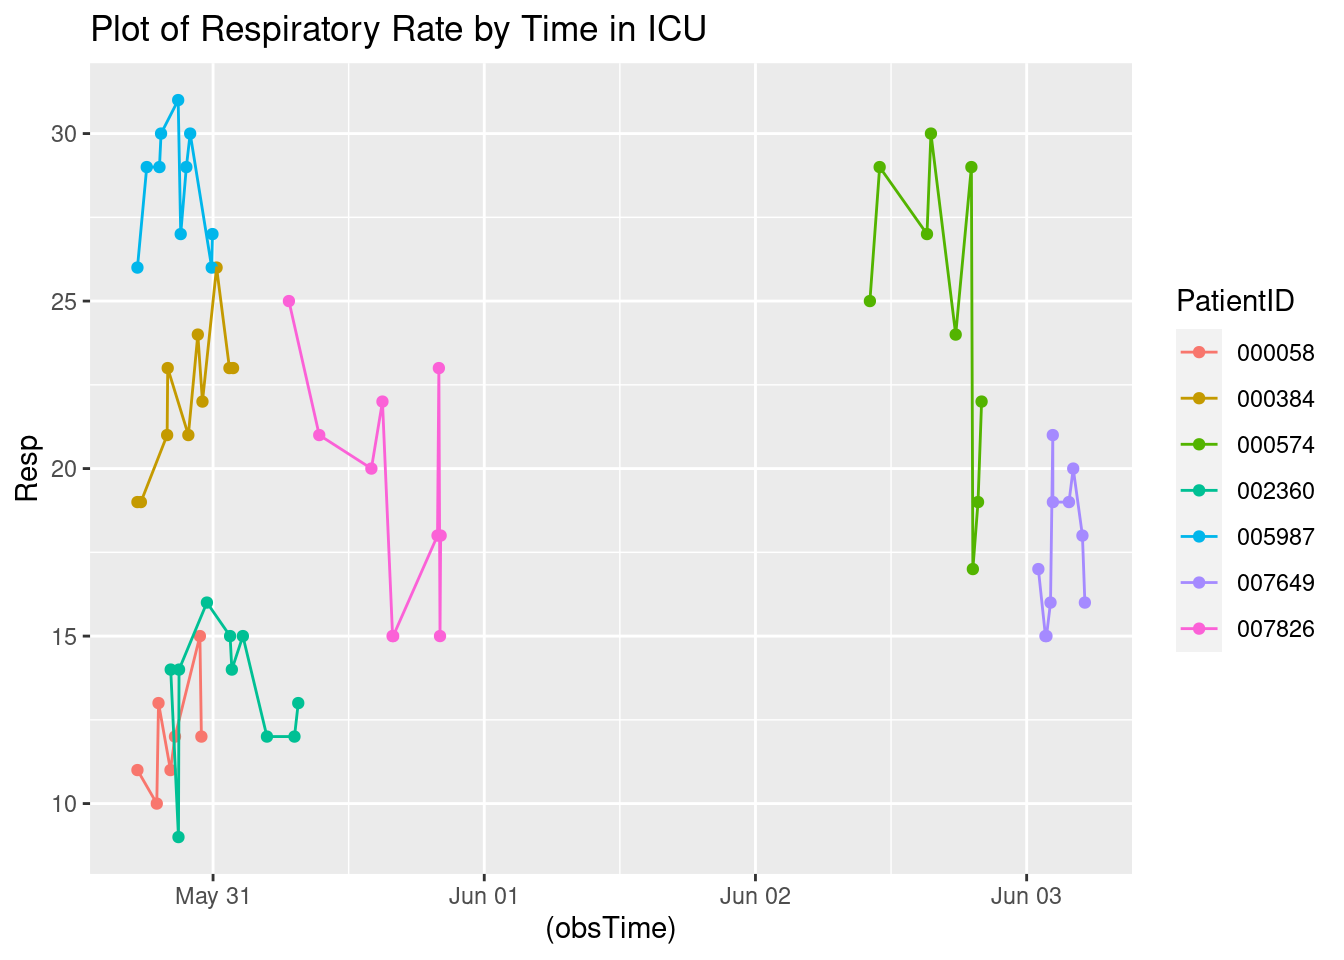 Plot of Respiratory Rate by Time in ICU
30
25
20
15
10
Resp
May 31
Jun 01
Jun 02
Jun 03
(obsTime)
PatientID
000058
000384
000574
002360
005987
007649
007826